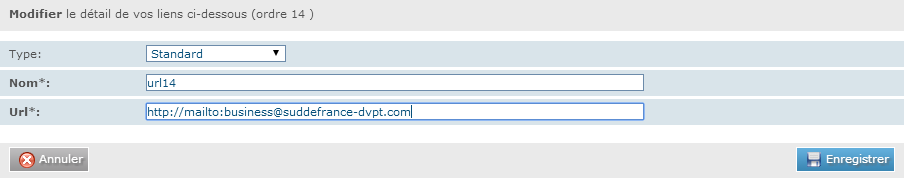 Modifier le détail de vos liens ci-dessous (ordre 14 )
Type: Standard
Nom*: url14
Url*: http://mailto:business@suddefrance-dvpt.com
Annuler Enregistrer